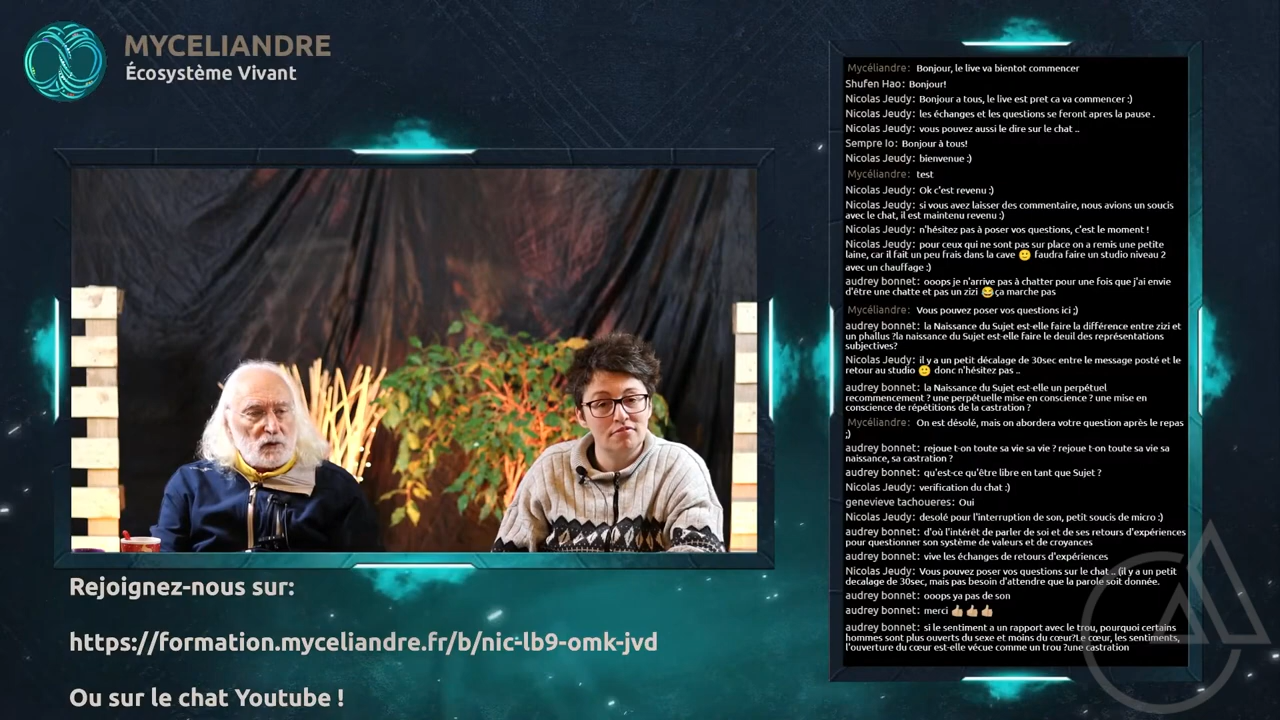 MYCELIANDRE
Écosystème Vivant
Mycéliandre: Bonjour, le live va bientot commencer
Shufen Hao: Bonjour!
Nicolas Jeudy: Bonjour a tous, le live est pret ca va commencer :)
Nicolas Jeudy: les échanges et les questions se feront apres la pause .
Nicolas Jeudy: vous pouvez aussi le dire sur le chat ..
Sempre Io: Bonjour à tous!
Nicolas Jeudy: bienvenue :)
Mycéliandre: test
Nicolas Jeudy: Ok c'est revenu :)
Nicolas Jeudy: si vous avez laisser des commentaire, nous avions un soucis
avec le chat, il est maintenu revenu :)
Nicolas Jeudy: n'hésitez pas à poser vos questions, c'est le moment !
Nicolas Jeudy: pour ceux qui ne sont pas sur place on a remis une petite
laine, car il fait un peu frais dans la cave 🙂 faudra faire un studio niveau 2
avec un chauffage :)
audrey bonnet: ooops je n'arrive pas à chatter pour une fois que j'ai envie
d'être une chatte et pas un zizi 😂 ça marche pas
Mycéliandre: Vous pouvez poser vos questions ici ;)
audrey bonnet: la Naissance du Sujet est-elle faire la différence entre zizi et
un phallus ?la naissance du Sujet est-elle faire le deuil des représentations
subjectives?
Nicolas Jeudy: il y a un petit décalage de 30sec entre le message posté et le
retour au studio 🙂 donc n'hésitez pas ..
audrey bonnet: la Naissance du Sujet est-elle un perpétuel
recommencement ? une perpétuelle mise en conscience ? une mise en
conscience de répétitions de la castration ?
Mycéliandre: On est désolé, mais on abordera votre question après le repas
;)
audrey bonnet: rejoue t-on toute sa vie sa vie ? rejoue t-on toute sa vie sa
naissance, sa castration ?
audrey bonnet: qu'est-ce qu'être libre en tant que Sujet ?
Nicolas Jeudy: verification du chat :)
genevieve tachoueres: Oui
Nicolas Jeudy: desolé pour l'interruption de son, petit soucis de micro :)
audrey bonnet: d'où l'intérêt de parler de soi et de ses retours d'expériences
pour questionner son système de valeurs et de croyances
audrey bonnet: vive les échanges de retours d'expériences
Nicolas Jeudy: Vous pouvez poser vos questions sur le chat .. (il y a un petit
decalage de 30sec, mais pas besoin d'attendre que la parole soit donnée.
audrey bonnet: ooops ya pas de son
audrey bonnet: merci 👍🏼👍🏼👍🏼
audrey bonnet: si le sentiment a un rapport avec le trou, pourquoi certains
hommes sont plus ouverts du sexe et moins du cœur?Le cœur, les sentiments,
l'ouverture du cœur est-elle vécue comme un trou ?une castration
Rejoignez-nous sur:
https://formation.myceliandre.fr/b/nic-lb9-omk-jvd
Ou sur le chat Youtube !